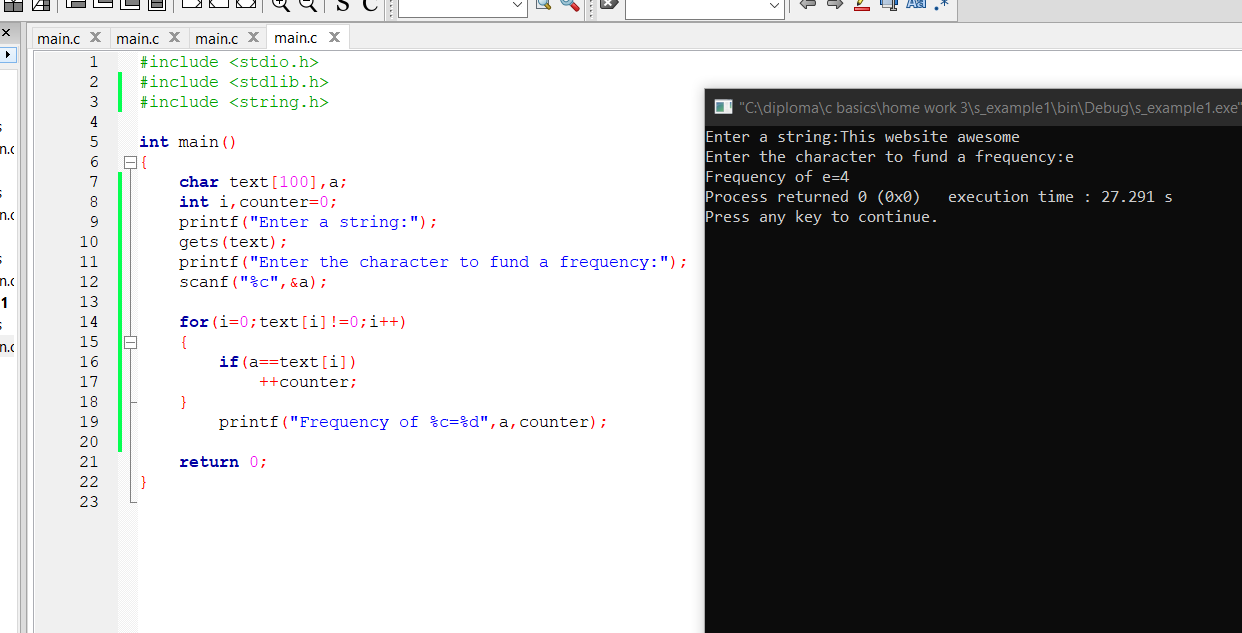 S C
main.c main.c main.c main.c
1 #include <stdio.h>
2 #include <stdlib.h>
3 #include <string.h>
4
5 int main()
6 {
7 char text[100],a;
8 int i,counter=0;
9 printf("Enter a string:");
10 gets(text);
11 printf("Enter the character to fund a frequency:");
12 scanf("%c",&a);
13
14 for(i=0;text[i]!=0;i++)
15 {
16 if(a==text[i])
17 ++counter;
18 }
19 printf("Frequency of %c=%d",a,counter);
20
21 return 0;
22 }
23
"C:\diploma\c basics\home work 3\s_example1\bin\Debug\s_example1.exe"
Enter a string:This website awesome
Enter the character to fund a frequency:e
Frequency of e=4
Process returned 0 (0x0) execution time : 27.291 s
Press any key to continue.